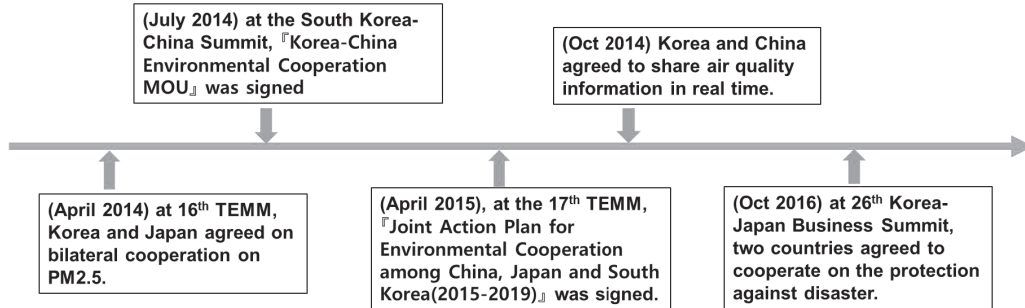 (July 2014) at the South Korea-
China Summit,『Korea-China
Environmental Cooperation
MOU』was signed
(Oct 2014) Korea and China
agreed to share air quality
information in real time.
(April 2014) at 16th TEMM,
Korea and Japan agreed on
bilateral cooperation on
PM2.5.
(April 2015), at the 17th TEMM,
『Joint Action Plan for
Environmental Cooperation
among China, Japan and South
Korea(2015-2019)』was signed.
(Oct 2016) at 26th Korea-
Japan Business Summit,
two countries agreed to
cooperate on the protection
against disaster.